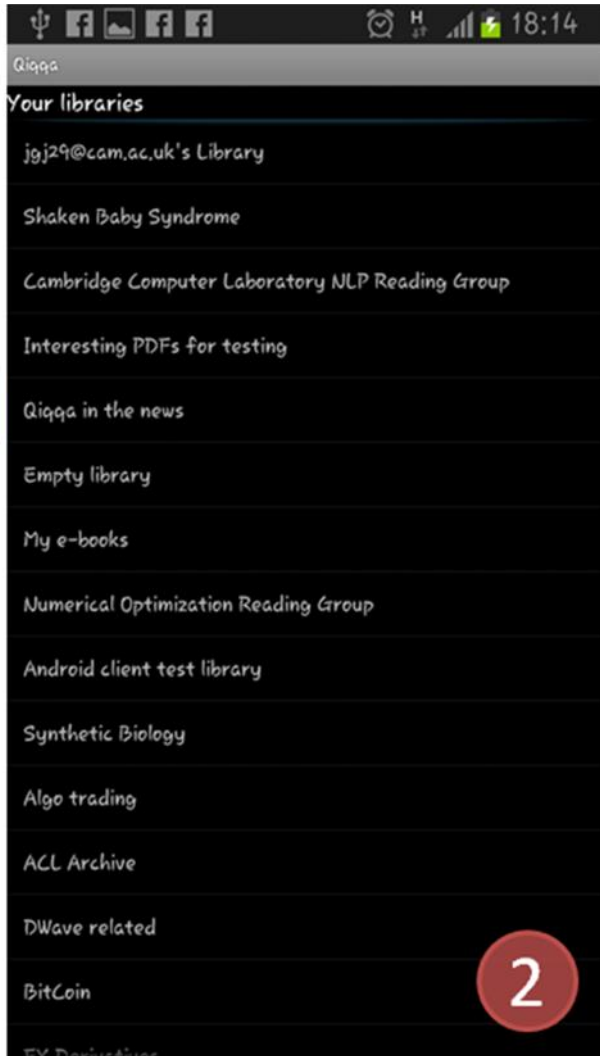 H
18:14
Qiqqa
Your libraries
jgj29@cam.ac.uk's Library
Shaken Baby Syndrome
Cambridge Computer Laboratory NLP Reading Group
Interesting PDFs for testing
Qiqqa in the news
Empty library
My e-books
Numerical Optimization Reading Group
Android client test library
Synthetic Biology
Algo trading
ACL Archive
DWave related
BitCoin
2
FX Derivatives